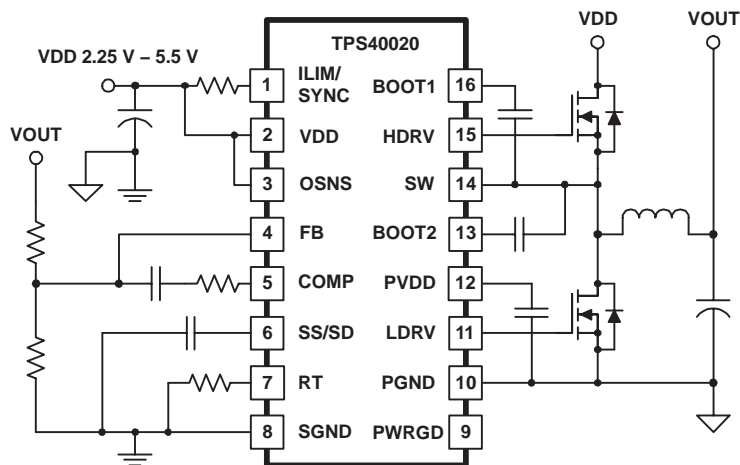 VDD
VOUT
TPS40020
VDD 2.25 V – 5.5 V
1
ILIM/
SYNC
BOOT1
16
VOUT
2
VDD
HDRV
15
3
OSNS
SW
14
4
FB
BOOT2
13
5
COMP
PVDD
12
6
SS/SD
LDRV
11
7
RT
PGND
10
8
SGND
PWRGD
9